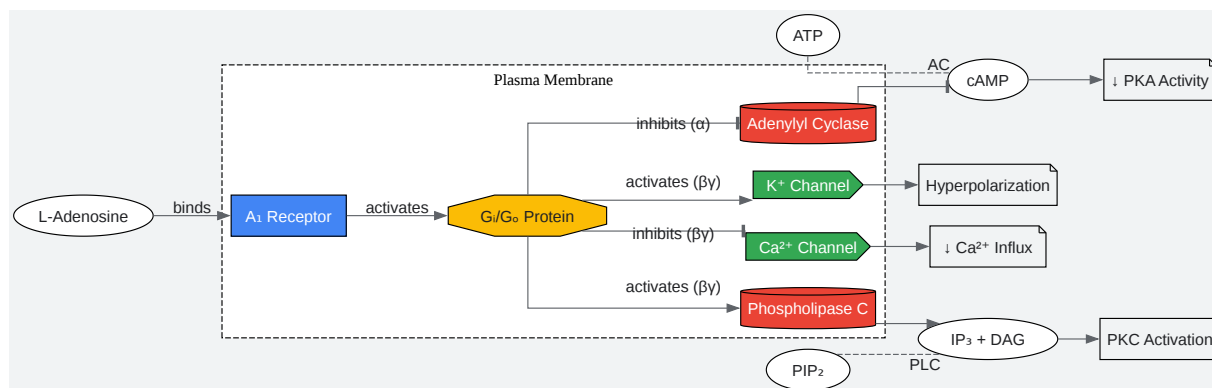 ATP
AC
Plasma Membrane
cAMP
↓ PKA Activity
inhibits (α)
Adenylyl Cyclase
activates (βγ)
K⁺ Channel
Hyperpolarization
L-Adenosine
binds
A₁ Receptor
activates
Gᵢ/Gₒ Protein
inhibits (βγ)
Ca²⁺ Channel
↓ Ca²⁺ Influx
activates (βγ)
Phospholipase C
IP₃ + DAG
PKC Activation
PLC
PIP₂